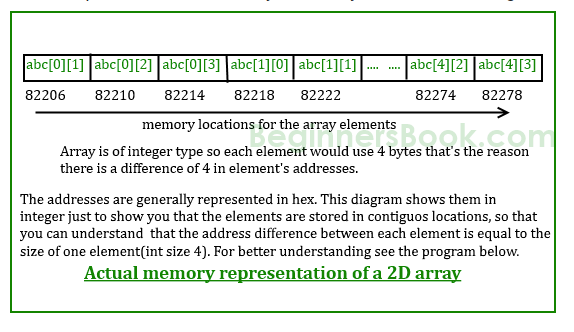 abc[0][1] abc[0][2] abc[0][3] abc[1][0] abc[1][1] .... .... abc[4][2] abc[4][3]
82206 82210 82214 82218 82222 82274 82278
memory locations for the array elements
BeginnersBook.com
Array is of integer type so each element would use 4 bytes that's the reason
there is a difference of 4 in element's addresses.
The addresses are generally represented in hex. This diagram shows them in
integer just to show you that the elements are stored in contiguos locations, so that
you can understand that the address difference between each element is equal to the
size of one element(int size 4). For better understanding see the program below.
Actual memory representation of a 2D array